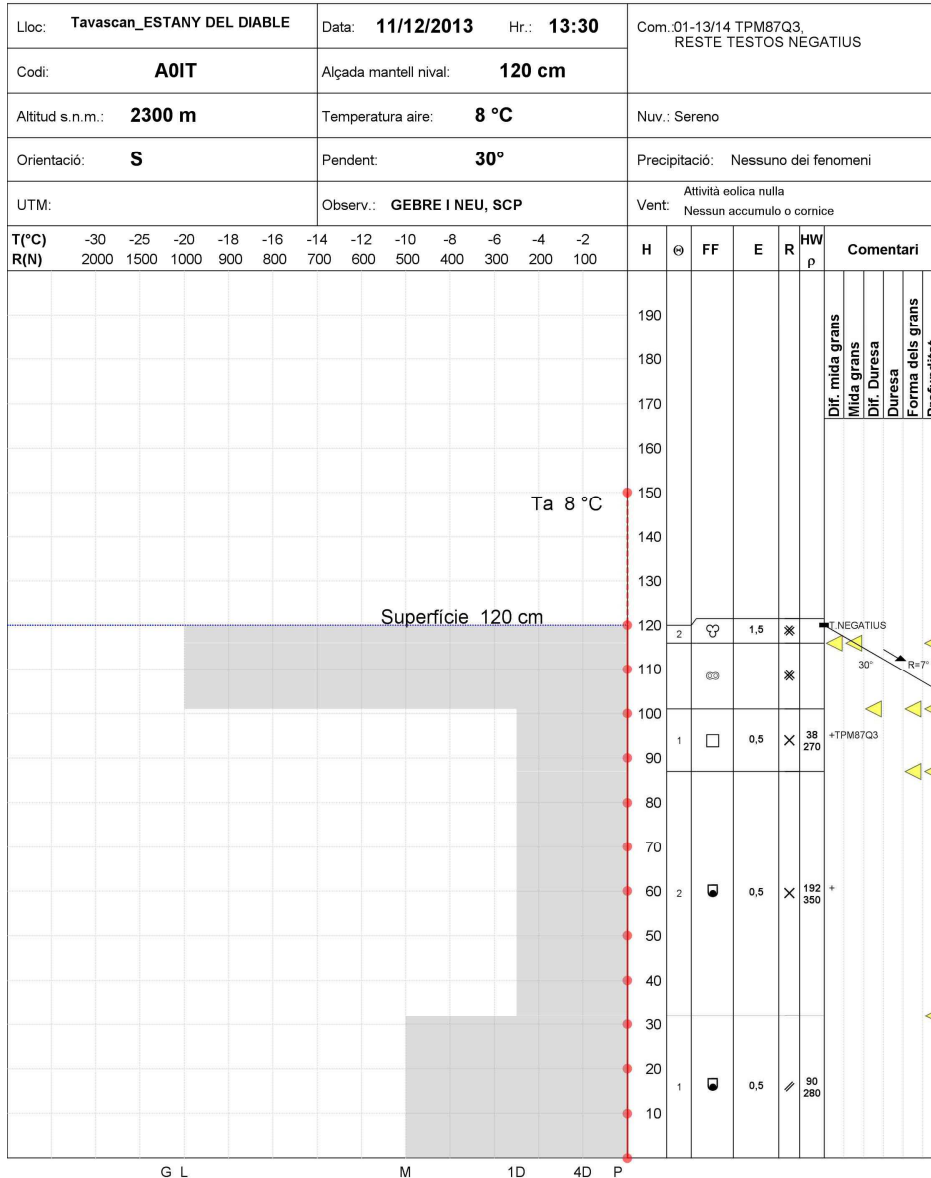 Lloc: Tavascan_ESTANY DEL DIABLE
Data: 11/12/2013 Hr.: 13:30
Com.:01-13/14 TPM87Q3,
RESTE TESTOS NEGATIUS
Codi: A0IT
Alçada mantell nival: 120 cm
Altitud s.n.m.: 2300 m
Temperatura aire: 8 °C
Nuv.: Sereno
Orientació: S
Pendent: 30°
Precipitació: Nessuno dei fenomeni
UTM:
Observ.: GEBRE I NEU, SCP
Vent: Attività eolica nulla
Nessun accumulo o cornice
T(°C) -30 -25 -20 -18 -16 -14 -12 -10 -8 -6 -4 -2
R(N) 2000 1500 1000 900 800 700 600 500 400 300 200 100
H Θ FF E R HW ρ Comentari
Dif. mida grans
Mida grans
Dif. Duresa
Duresa
Forma dels grans
190
180
170
160
150
Ta 8 °C
140
130
Superfície 120 cm
120
2 1,5 T.NEGATIUS
110
30° R=7°
100
1 0,5 38 270 +TPM87Q3
90
80
70
60
2 0,5 192 350 +
50
40
30
20
1 0,5 90 280
10
G L M 1D 4D P